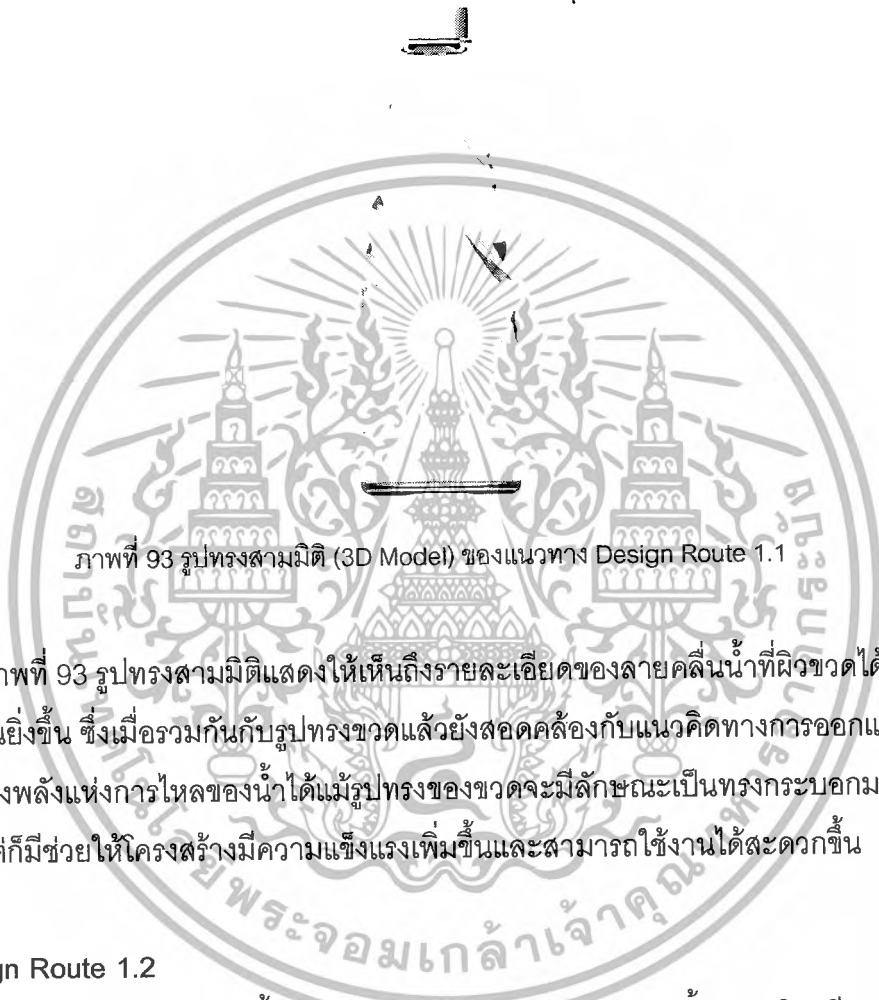 ภาพที่ 93 รูปทรงสามมิติ (3D Model) ของแนวทาง Design Route 1.1
าพที่ 93 รูปทรงสามมิติแสดงให้เห็นถึงรายละเอียดของลายคลื่นน้ำที่ผิวขวดได้
นยิ่งขึ้น ซึ่งเมื่อรวมกันกับรูปทรงขวดแล้วยังสอดคล้องกับแนวคิดทางการออกแ
งพลังแห่งการไหลของน้ำได้แม้รูปทรงของขวดจะมีลักษณะเป็นทรงกระบอกม
ก็มีช่วยให้โครงสร้างมีความแข็งแรงเพิ่มขึ้นและสามารถใช้งานได้สะดวกขึ้น
gn Route 1.2
สถาบันเทคโนโลยีพระจอมเกล้าเจ้าคุณทหารลาดกระบัง